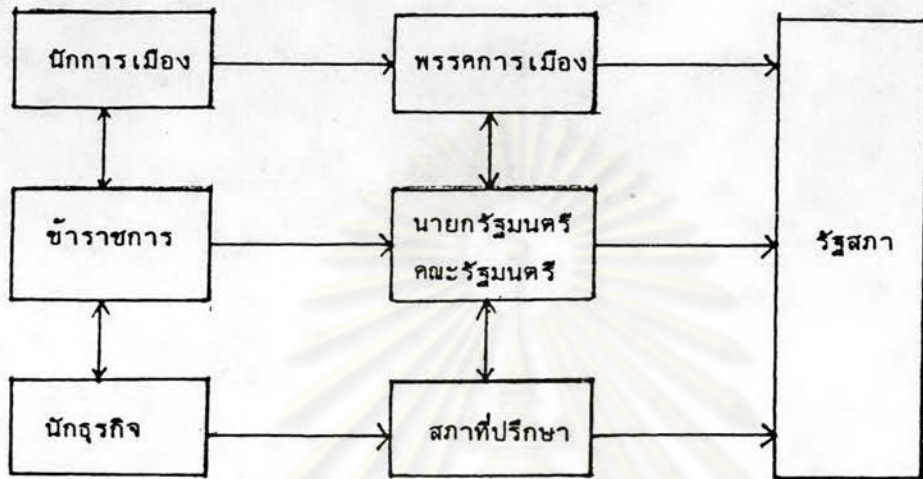 นักการเมือง
พรรคการเมือง
ข้าราชการ
นายกรัฐมนตรี
คณะรัฐมนตรี
รัฐสภา
นักธุรกิจ
สภาที่ปรึกษา